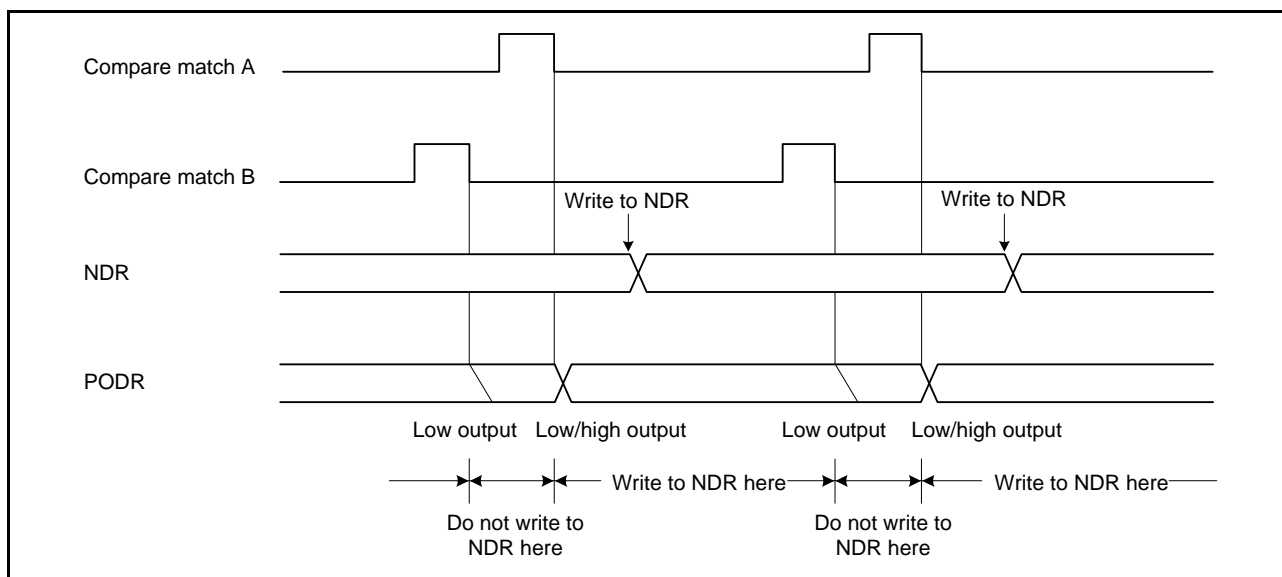 Compare match A
Compare match B
Write to NDR
Write to NDR
NDR
PODR
Low output
Low/high output
Low output
Low/high output
Write to NDR here
Write to NDR here
Do not write to
NDR here
Do not write to
NDR here